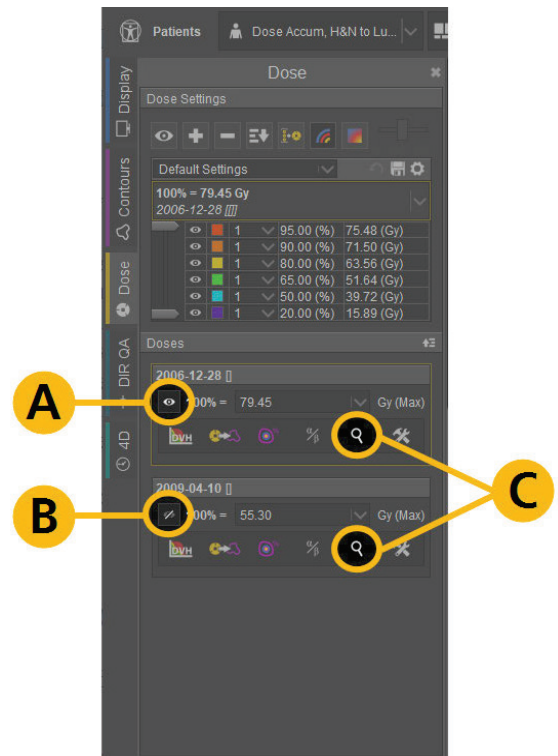 Patients Dose Accum, H&N to Lu...
Display
Contours
Dose
DIR QA
4D
Dose
Dose Settings
Default Settings
100% = 79.45 Gy
2006-12-28 [[]]
1 95.00 (%) 75.48 (Gy)
1 90.00 (%) 71.50 (Gy)
1 80.00 (%) 63.56 (Gy)
1 65.00 (%) 51.64 (Gy)
1 50.00 (%) 39.72 (Gy)
1 20.00 (%) 15.89 (Gy)
Doses
2006-12-28 []
A
100% = 79.45 Gy (Max)
DVH α/β
C
2009-04-10 []
B
100% = 55.30 Gy (Max)
DVH α/β